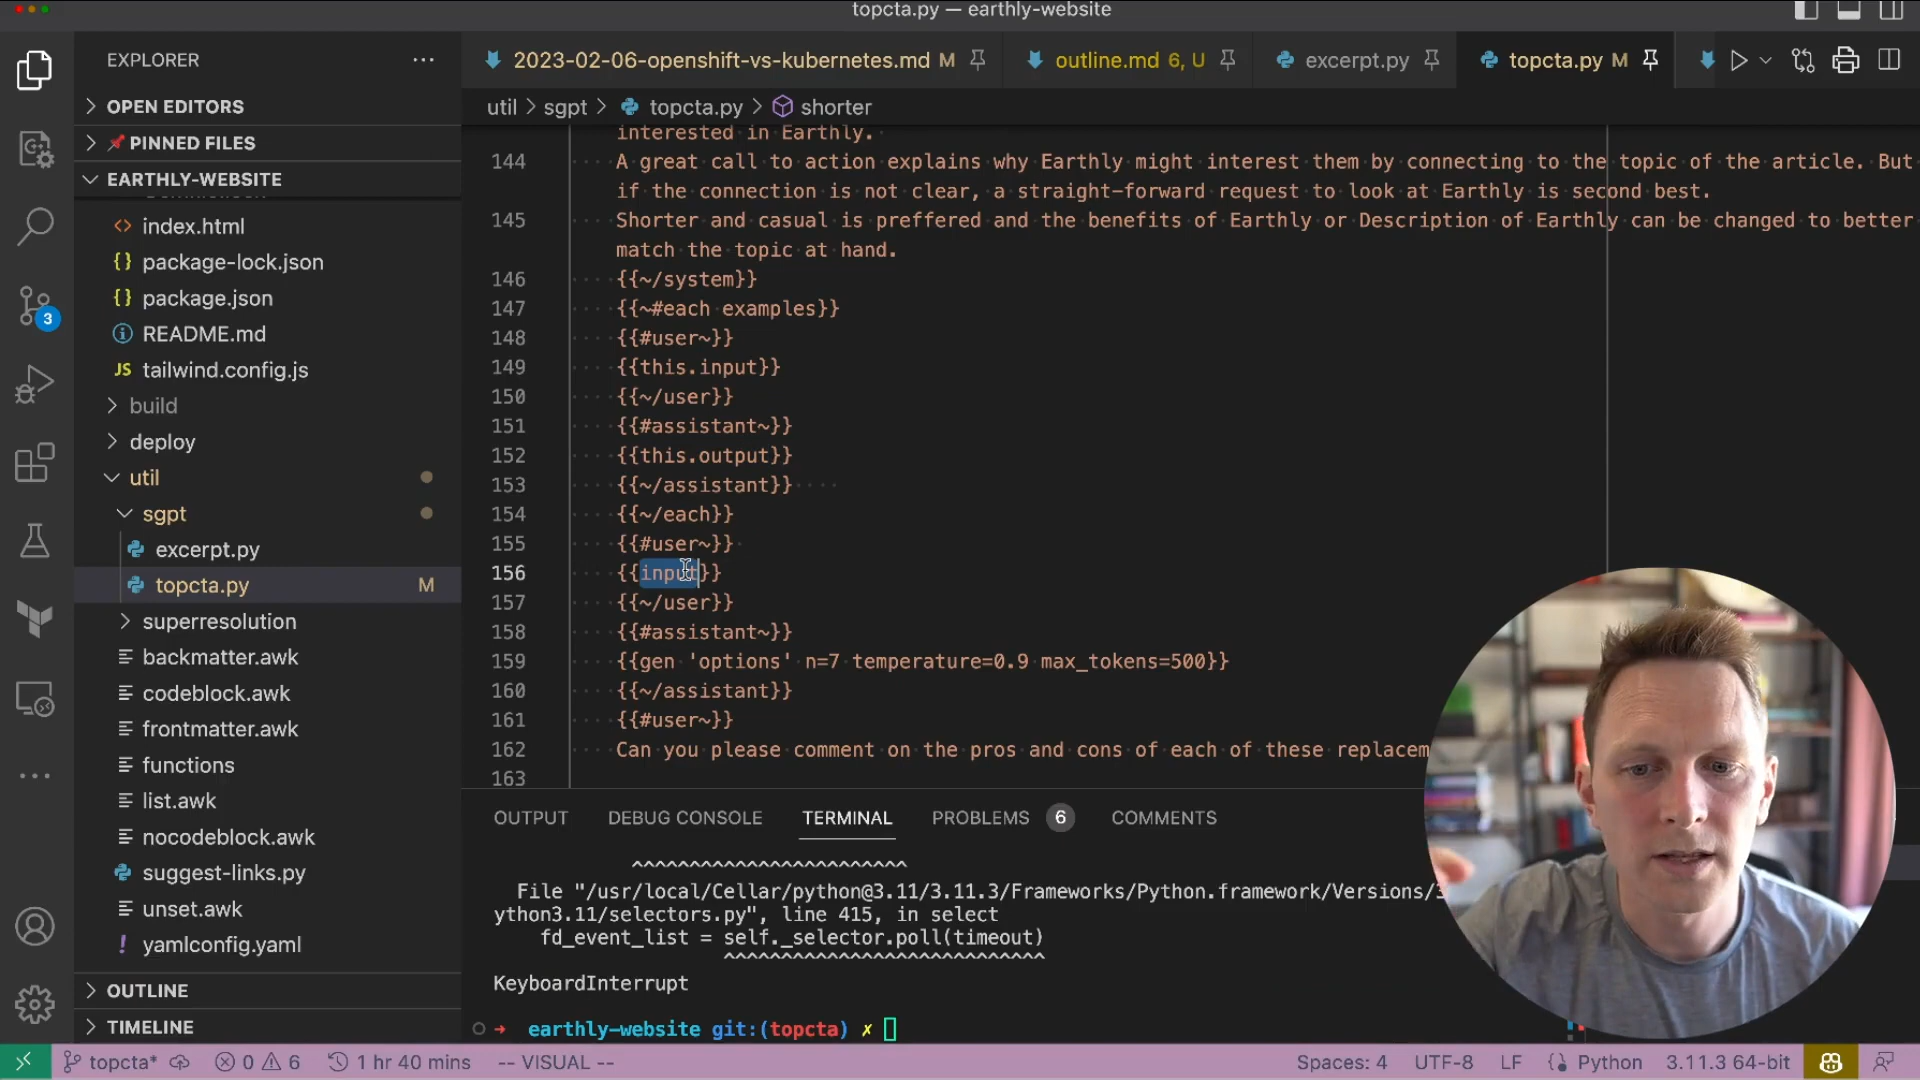 topcta.py — earthly-website
EXPLORER
2023-02-06-openshift-vs-kubernetes.md M
outline.md 6, U
excerpt.py
topcta.py M
OPEN EDITORS
PINNED FILES
EARTHLY-WEBSITE
index.html
package-lock.json
package.json
README.md
JS tailwind.config.js
build
deploy
util
sgpt
excerpt.py
topcta.py M
superresolution
backmatter.awk
codeblock.awk
frontmatter.awk
functions
list.awk
nocodeblock.awk
suggest-links.py
unset.awk
! yamlconfig.yaml
OUTLINE
TIMELINE
3
util > sgpt > topcta.py > shorter
interested in Earthly.
144 A great call to action explains why Earthly might interest them by connecting to the topic of the article. But
if the connection is not clear, a straight-forward request to look at Earthly is second best.
145 Shorter and casual is preffered and the benefits of Earthly or Description of Earthly can be changed to better
match the topic at hand.
146 {{~/system}}
147 {{~#each examples}}
148 {{#user~}}
149 {{this.input}}
150 {{~/user}}
151 {{#assistant~}}
152 {{this.output}}
153 {{~/assistant}}
154 {{~/each}}
155 {{#user~}}
156 {{input}}
157 {{~/user}}
158 {{#assistant~}}
159 {{gen 'options' n=7 temperature=0.9 max_tokens=500}}
160 {{~/assistant}}
161 {{#user~}}
162 Can you please comment on the pros and cons of each of these replacem
163
OUTPUT DEBUG CONSOLE TERMINAL PROBLEMS 6 COMMENTS
^^^^^^^^^^^^^^^^^^^^^^^
File "/usr/local/Cellar/python@3.11/3.11.3/Frameworks/Python.framework/Versions/3
ython3.11/selectors.py", line 415, in select
fd_event_list = self._selector.poll(timeout)
^^^^^^^^^^^^^^^^^^^^^^^^^^^
KeyboardInterrupt
➜ earthly-website git:(topcta) ✗
topcta* 0 6 1 hr 40 mins -- VISUAL -- Spaces: 4 UTF-8 LF Python 3.11.3 64-bit